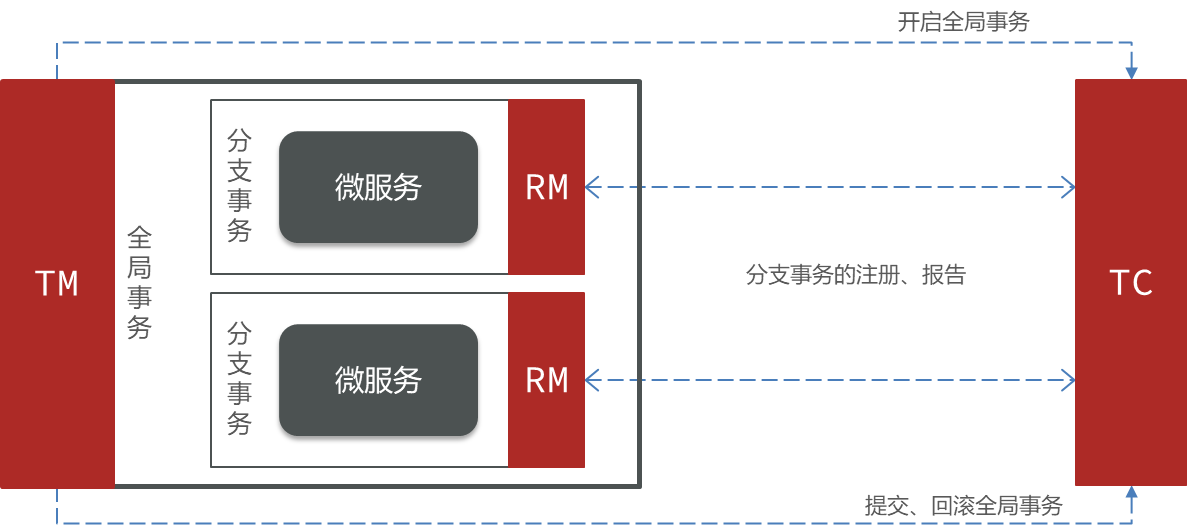 开启全局事务
TM
全局事务
分支事务
微服务
RM
分支事务的注册、报告
TC
分支事务
微服务
RM
提交、回滚全局事务